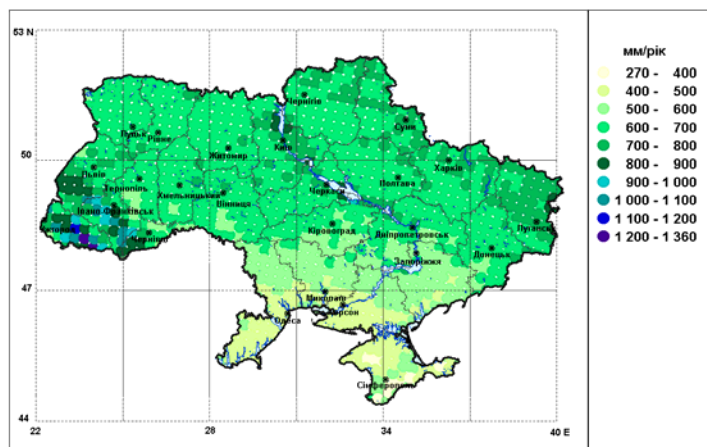 53 N
мм/рік
270 - 400
400 - 500
500 - 600
600 - 700
700 - 800
800 - 900
900 - 1 000
1 000 - 1 100
1 100 - 1 200
1 200 - 1 360
Чернігів
Суми
Луцьк
Рівне
Київ
Житомир
Харків
50
Львів
Полтава
Тернопіль
Хмельницький
Черкаси
Вінниця
Івано-Франківськ
Луганськ
Ужгород
Кіровоград
Дніпропетровськ
Чернівці
Донецьк
Запоріжжя
47
Миколаїв
Херсон
Одеса
Сімферополь
44
22
28
34
40 E